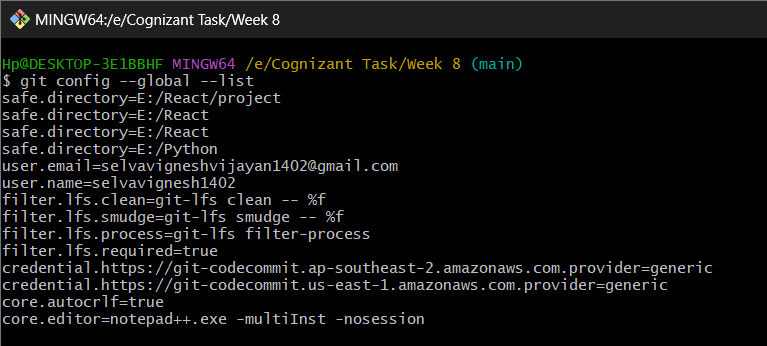 MINGW64:/e/Cognizant Task/Week 8
Hp@DESKTOP-3E1BBHF MINGW64 /e/Cognizant Task/Week 8 (main)
$ git config --global --list
safe.directory=E:/React/project
safe.directory=E:/React
safe.directory=E:/React
safe.directory=E:/Python
user.email=selvavigneshvijayan1402@gmail.com
user.name=selvavignesh1402
filter.lfs.clean=git-lfs clean -- %f
filter.lfs.smudge=git-lfs smudge -- %f
filter.lfs.process=git-lfs filter-process
filter.lfs.required=true
credential.https://git-codecommit.ap-southeast-2.amazonaws.com.provider=generic
credential.https://git-codecommit.us-east-1.amazonaws.com.provider=generic
core.autocrlf=true
core.editor=notepad++.exe -multiInst -nosession